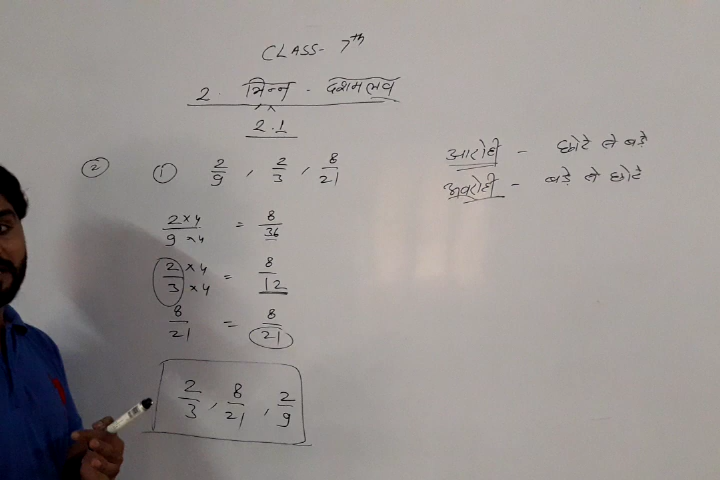 CLASS- 7th
2. भिन्न - दशमलव
2.1
② ① 2/9 , 2/3 , 8/21
2×4/9×4 = 8/36
2×4/3×4 = 8/12
8/21 = 8/21
2/3 , 8/21 , 2/9
आरोही - छोटे से बड़े
अवरोही - बड़े से छोटे